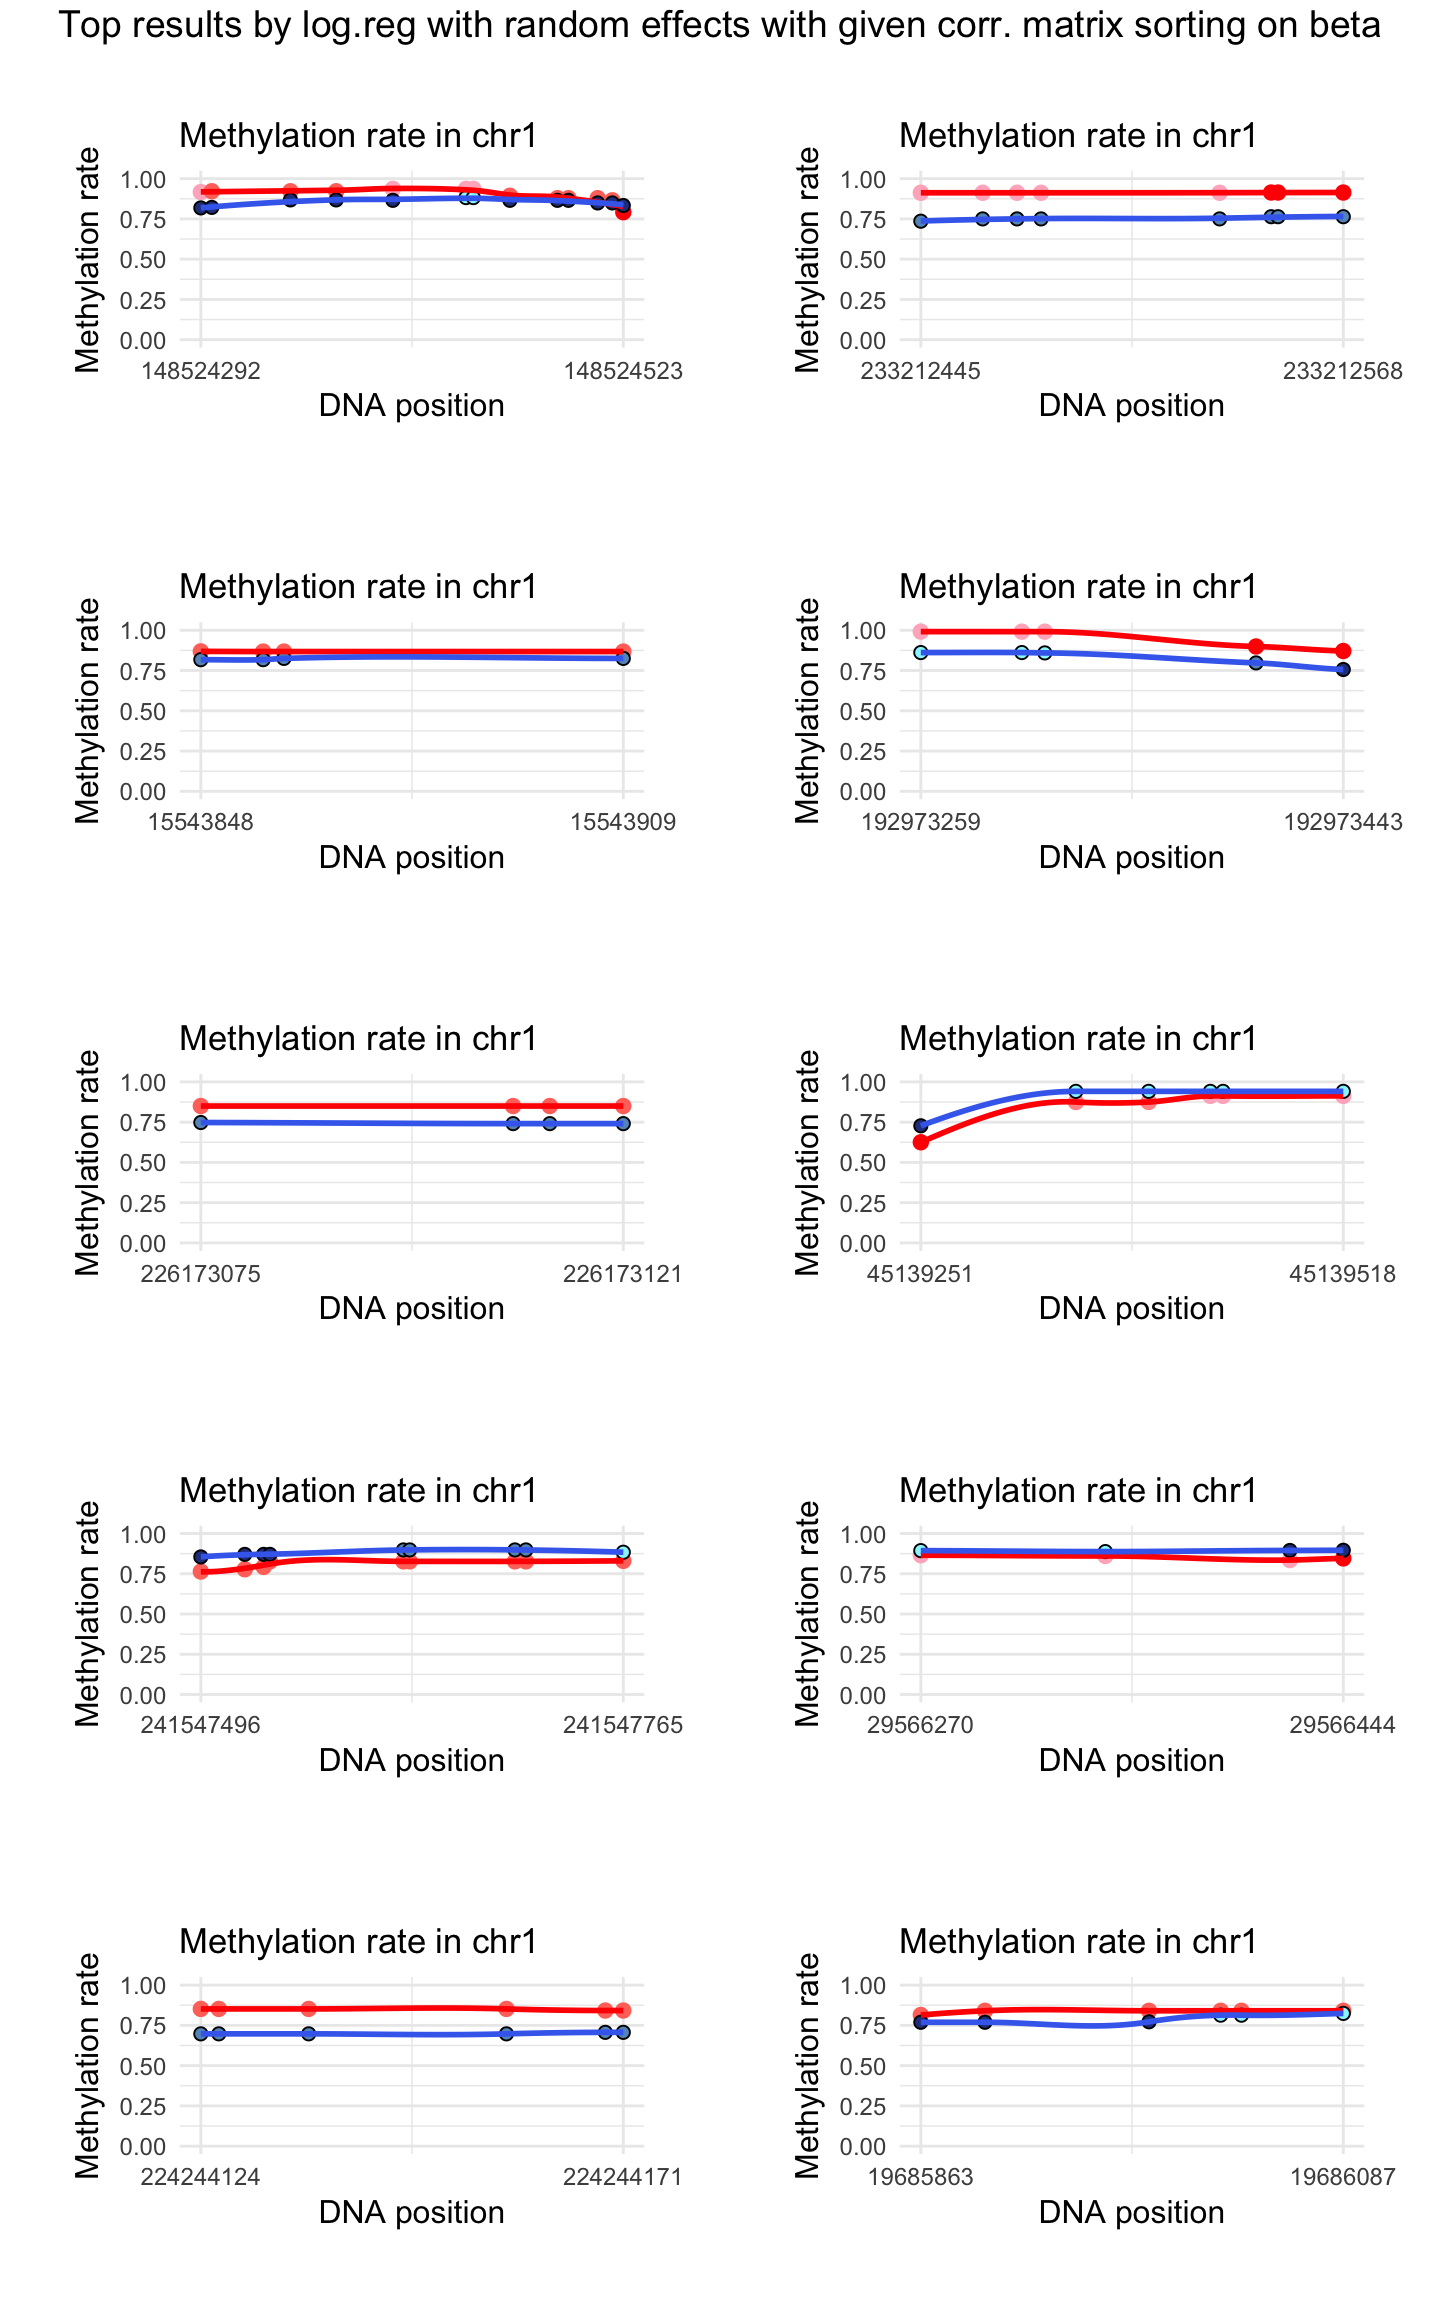 Top results by log.reg with random effects with given corr. matrix sorting on beta
Methylation rate in chr1
Methylation rate
1.00
0.75
0.50
0.25
0.00
148524292 148524523
DNA position
Methylation rate in chr1
Methylation rate
1.00
0.75
0.50
0.25
0.00
233212445 233212568
DNA position
Methylation rate in chr1
Methylation rate
1.00
0.75
0.50
0.25
0.00
15543848 15543909
DNA position
Methylation rate in chr1
Methylation rate
1.00
0.75
0.50
0.25
0.00
192973259 192973443
DNA position
Methylation rate in chr1
Methylation rate
1.00
0.75
0.50
0.25
0.00
226173075 226173121
DNA position
Methylation rate in chr1
Methylation rate
1.00
0.75
0.50
0.25
0.00
45139251 45139518
DNA position
Methylation rate in chr1
Methylation rate
1.00
0.75
0.50
0.25
0.00
241547496 241547765
DNA position
Methylation rate in chr1
Methylation rate
1.00
0.75
0.50
0.25
0.00
29566270 29566444
DNA position
Methylation rate in chr1
Methylation rate
1.00
0.75
0.50
0.25
0.00
224244124 224244171
DNA position
Methylation rate in chr1
Methylation rate
1.00
0.75
0.50
0.25
0.00
19685863 19686087
DNA position